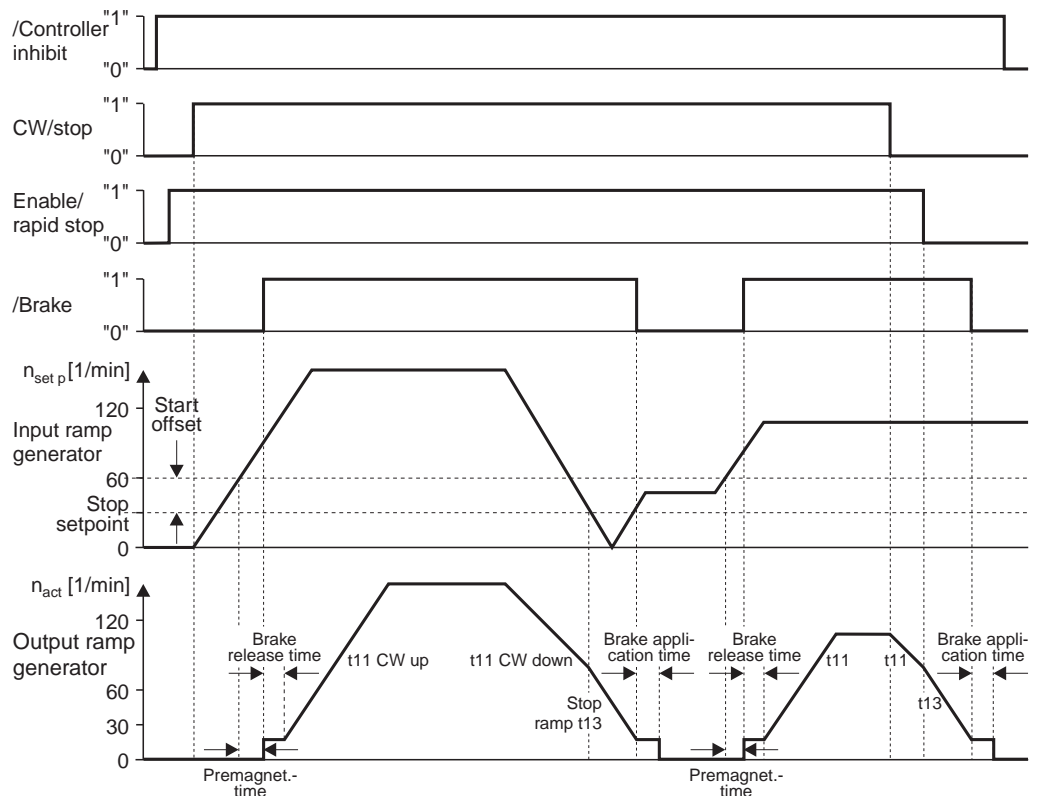 /Controller
inhibit
"1"
"0"
CW/stop
"1"
"0"
Enable/
rapid stop
"1"
"0"
/Brake
"1"
"0"
nset p [1/min]
120
Start
offset
Input ramp
generator
60
Stop
setpoint
0
nact [1/min]
120
Output ramp
generator
60
30
0
Brake
release time
t11 CW up
t11 CW down
Stop
ramp t13
Brake appli-
cation time
Brake
release time
t11
t11
t13
Brake appli-
cation time
Premagnet.-
time
Premagnet.-
time